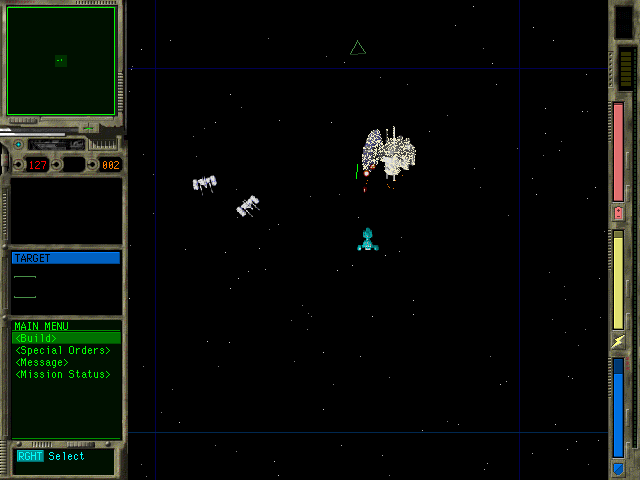 127 002
TARGET
MAIN MENU
<Build>
<Special Orders>
<Message>
<Mission Status>
RGHT Select